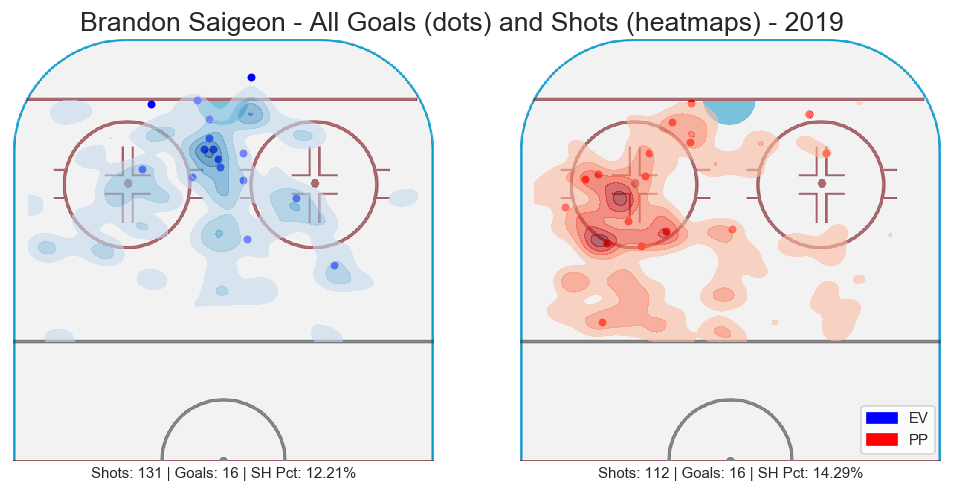 Brandon Saigeon - All Goals (dots) and Shots (heatmaps) - 2019
EV
PP
Shots: 131 | Goals: 16 | SH Pct: 12.21%
Shots: 112 | Goals: 16 | SH Pct: 14.29%